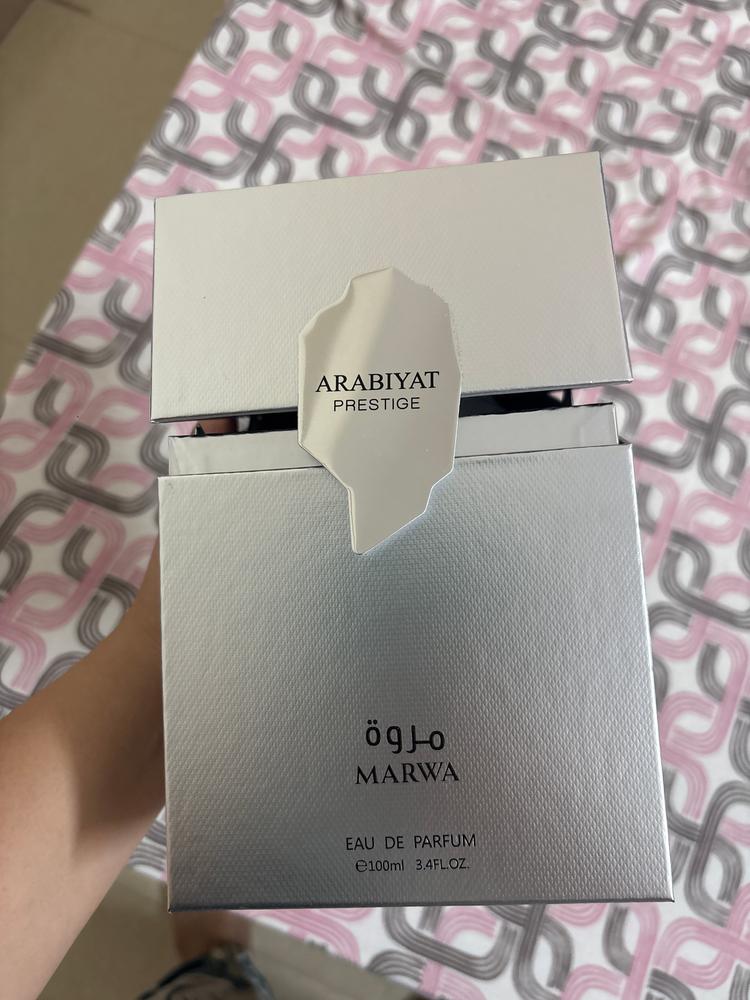 ARABIYAT
PRESTIGE
مروة
MARWA
EAU DE PARFUM
℮100ml 3.4FL.OZ.